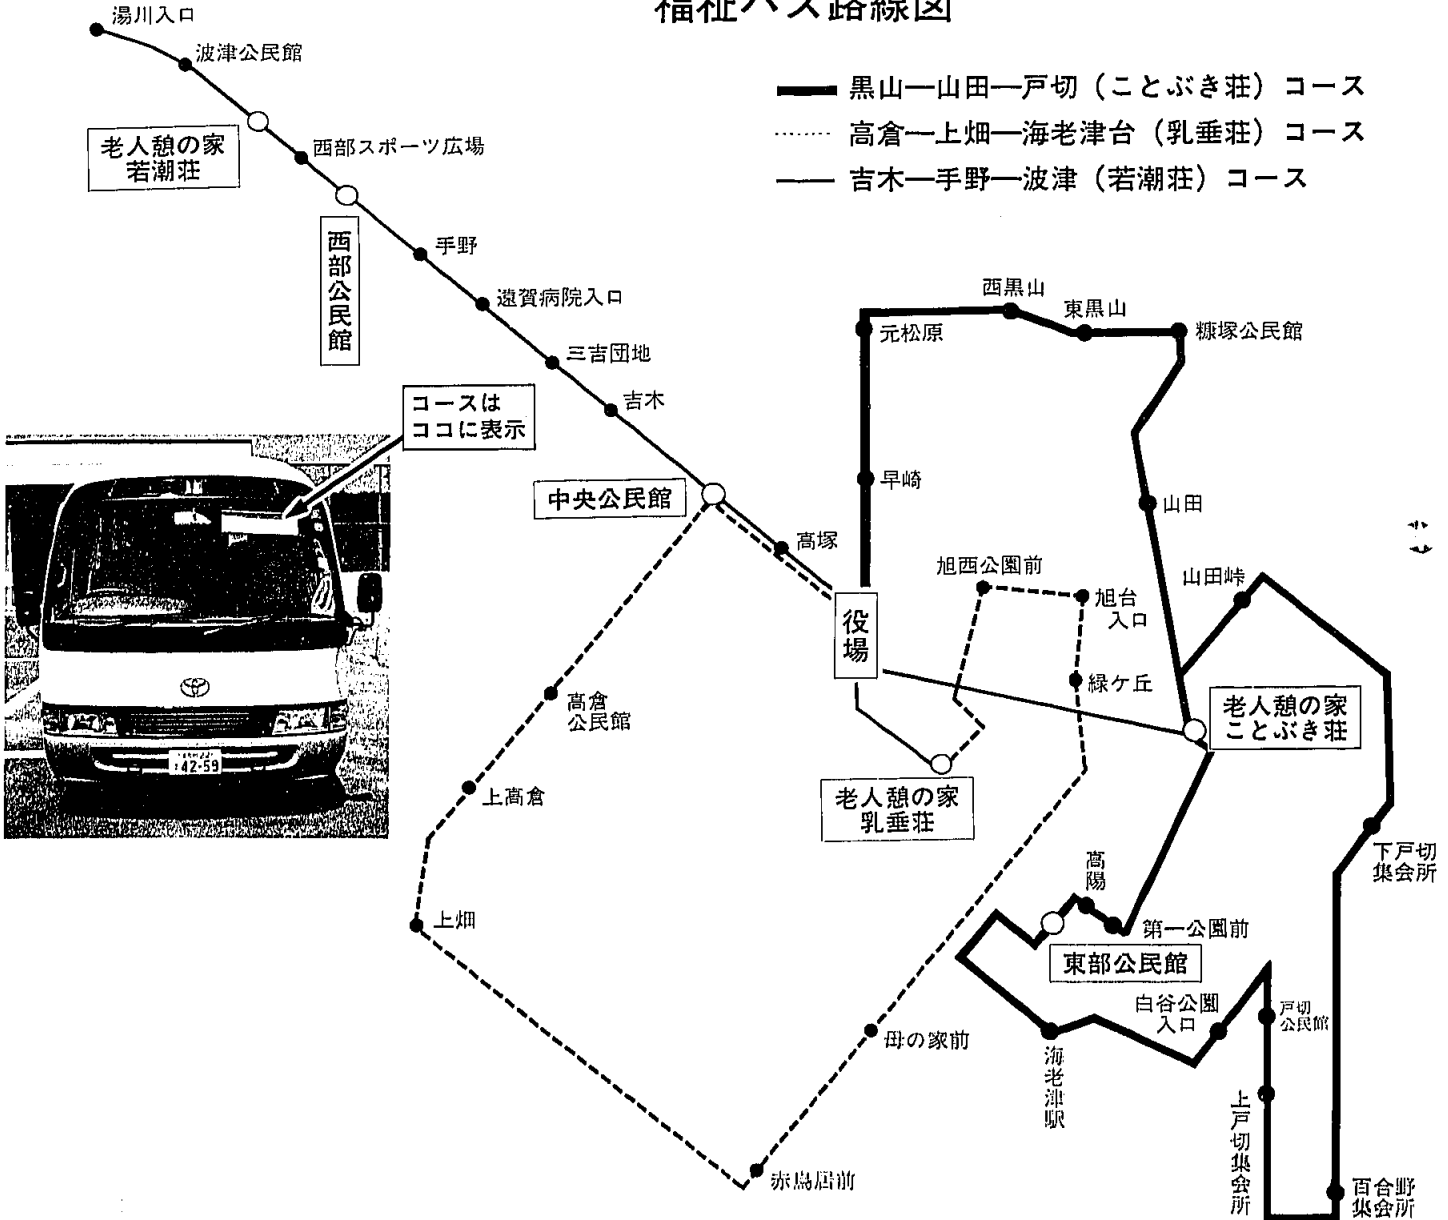 福祉バス路線図
黒山―山田―戸切（ことぶき荘）コース
高倉―上畑―海老津台（乳垂荘）コース
吉木―手野―波津（若潮荘）コース
湯川入口
波津公民館
老人憩の家
若潮荘
西部スポーツ広場
西部公民館
手野
遠賀病院入口
三吉団地
吉木
コースは
ココに表示
中央公民館
高塚
役場
元松原
西黒山
東黒山
糠塚公民館
早崎
山田
山田峠
旭西公園前
旭台
入口
緑ケ丘
老人憩の家
ことぶき荘
老人憩の家
乳垂荘
高倉
公民館
上高倉
上畑
42-59
下戸切
集会所
高陽
第一公園前
東部公民館
白谷公園
入口
戸切
公民館
海老津駅
母の家前
上戸切集会所
赤鳥居前
百合野
集会所